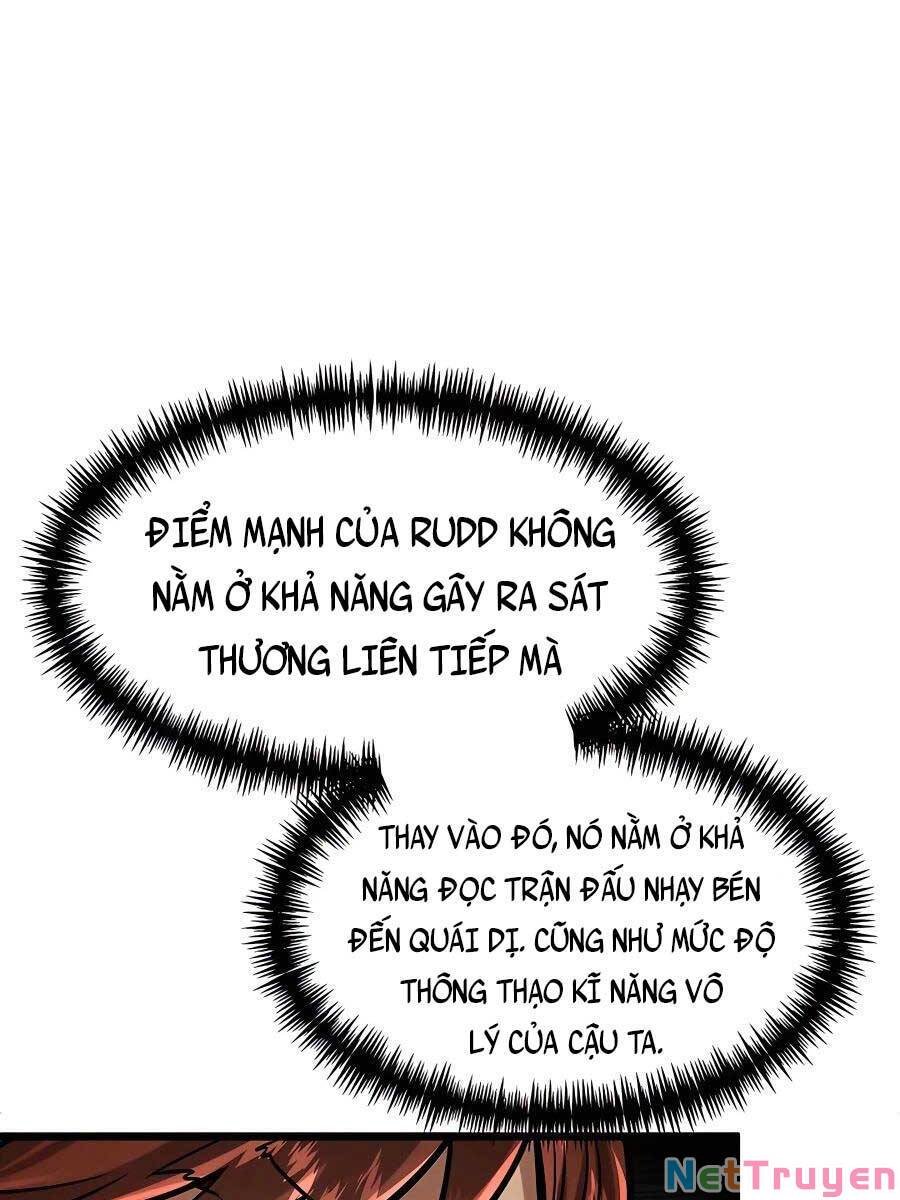 ĐIỂM MẠNH CỦA RUDD KHÔNG
NẰM Ở KHẢ NĂNG GÂY RA SÁT
THƯƠNG LIÊN TIẾP MÀ
THAY VÀO ĐÓ, NÓ NẰM Ở KHẢ
NĂNG ĐỌC TRẬN ĐẤU NHẠY BÉN
ĐẾN QUÁI DỊ. CŨNG NHƯ MỨC ĐỘ
THÔNG THẠO KĨ NĂNG VÔ
LÝ CỦA CẬU TA.
NetTruyen